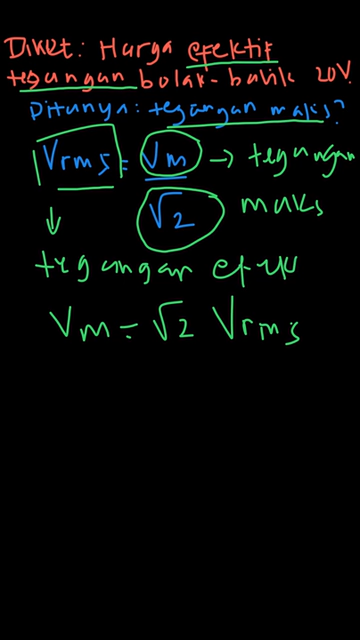 Diket: Harga efektif
tegangan bolak-balik 20V.
Ditanya: tegangan maks?
Vrms = Vm → tegangan
√2 maks
↓
tegangan efektif
Vm = √2 Vrms